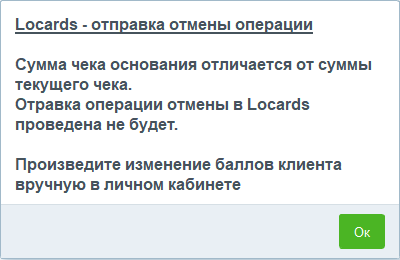 Locards - отправка отмены операции
Сумма чека основания отличается от суммы
текущего чека.
Отравка операции отмены в Locards
проведена не будет.
Произведите изменение баллов клиента
вручную в личном кабинете
Ок